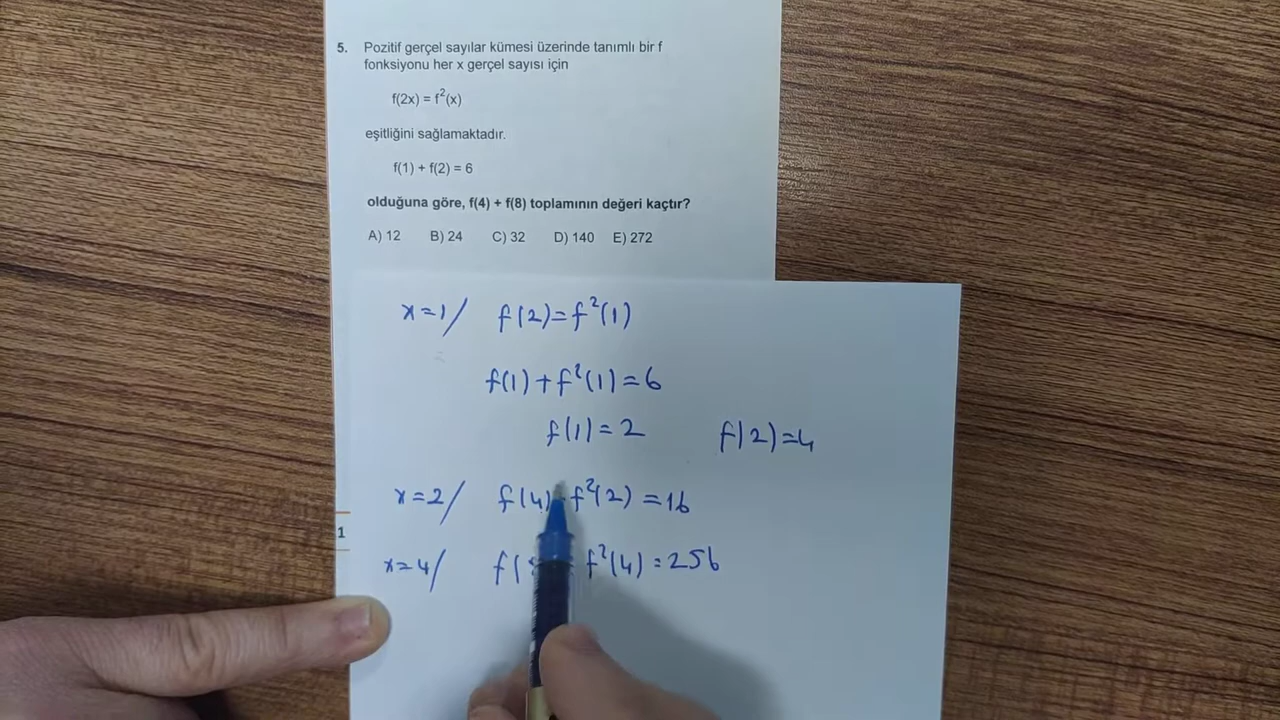 5. Pozitif gerçel sayılar kümesi üzerinde tanımlı bir f
fonksiyonu her x gerçel sayısı için
f(2x) = f²(x)
eşitliğini sağlamaktadır.
f(1) + f(2) = 6
olduğuna göre, f(4) + f(8) toplamının değeri kaçtır?
A) 12 B) 24 C) 32 D) 140 E) 272
x=1/ f(2)=f²(1)
f(1)+f²(1)=6
f(1)=2 f(2)=4
x=2/ f(4) f²(2)=16
1
x=4/ f( f²(4)=256